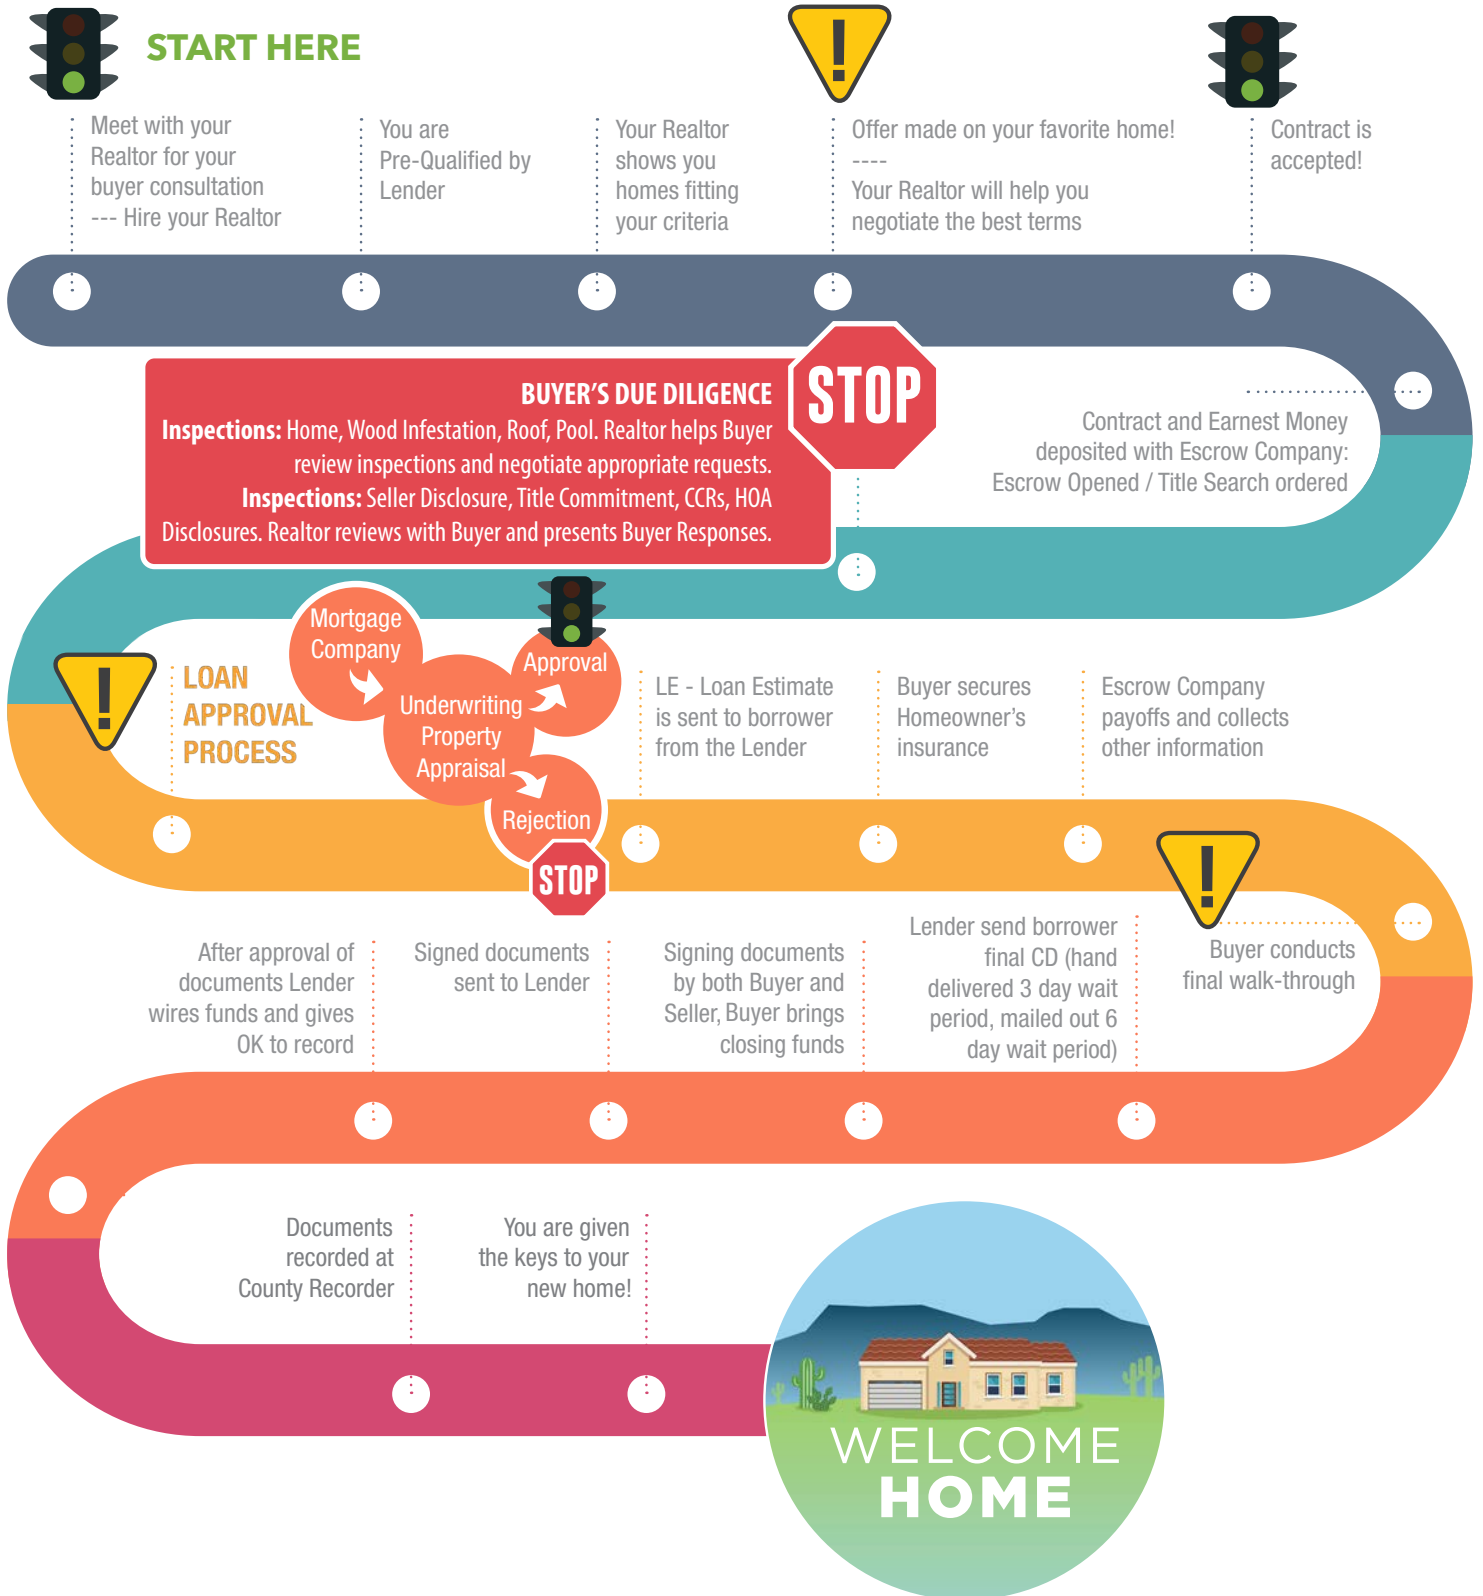 START HERE
Meet with your
Realtor for your
buyer consultation
--- Hire your Realtor
You are
Pre-Qualified by
Lender
Your Realtor
shows you
homes fitting
your criteria
Offer made on your favorite home!
----
Your Realtor will help you
negotiate the best terms
Contract is
accepted!
Contract and Earnest Money
deposited with Escrow Company:
Escrow Opened / Title Search ordered
STOP
BUYER'S DUE DILIGENCE
Inspections: Home, Wood Infestation, Roof, Pool. Realtor helps Buyer
review inspections and negotiate appropriate requests.
Inspections: Seller Disclosure, Title Commitment, CCRs, HOA
Disclosures. Realtor reviews with Buyer and presents Buyer Responses.
LOAN
APPROVAL
PROCESS
Mortgage
Company
Underwriting
Property
Appraisal
Approval
Rejection
STOP
LE - Loan Estimate
is sent to borrower
from the Lender
Buyer secures
Homeowner's
insurance
Escrow Company
payoffs and collects
other information
Buyer conducts
final walk-through
Lender send borrower
final CD (hand
delivered 3 day wait
period, mailed out 6
day wait period)
Signing documents
by both Buyer and
Seller, Buyer brings
closing funds
Signed documents
sent to Lender
After approval of
documents Lender
wires funds and gives
OK to record
Documents
recorded at
County Recorder
You are given
the keys to your
new home!
WELCOME
HOME